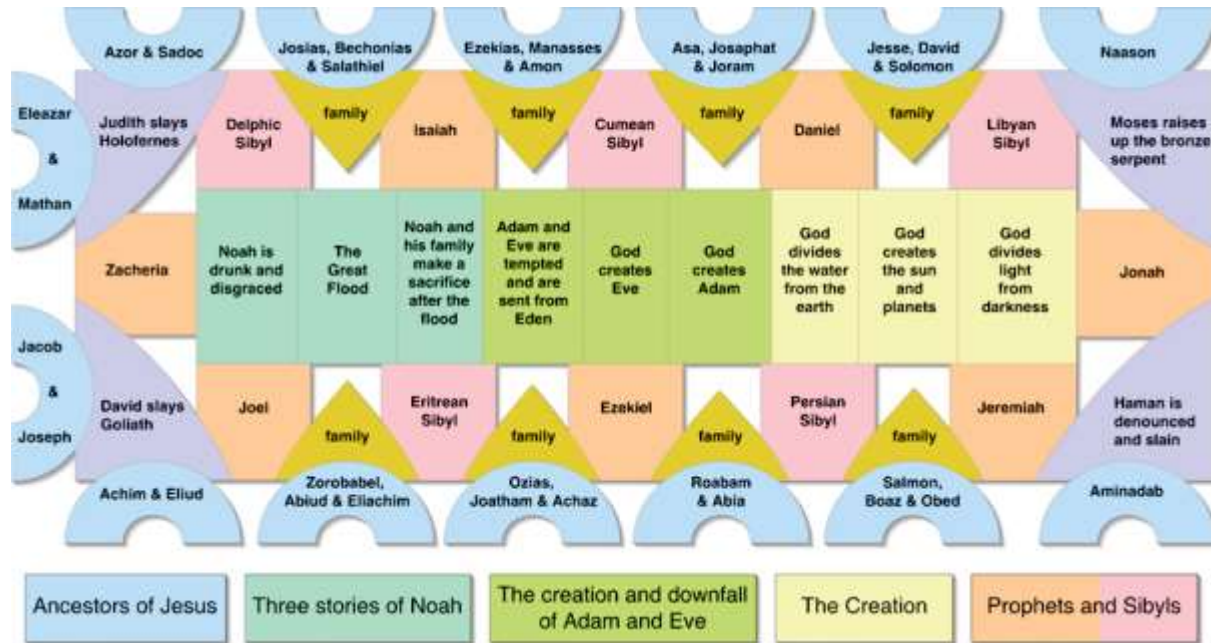 Azor & Sadoc
Josias, Bechonias
& Salathiel
Ezekias, Manasses
& Amon
Asa, Josaphat
& Joram
Jesse, David
& Solomon
Naason
Eleazar
&
Mathan
Judith slays
Holofernes
Delphic
Sibyl
family
Isaiah
family
Cumean
Sibyl
family
Daniel
family
Libyan
Sibyl
Moses raises
up the bronze
serpent
Zacheria
Noah is
drunk and
disgraced
The
Great
Flood
Noah and
his family
make a
sacrifice
after the
flood
Adam and
Eve are
tempted
and are
sent from
Eden
God
creates
Eve
God
creates
Adam
God
divides
the water
from the
earth
God
creates
the sun
and
planets
God
divides
light
from
darkness
Jonah
Jacob
&
Joseph
David slays
Goliath
Joel
family
Eritrean
Sibyl
family
Ezekiel
family
Persian
Sibyl
family
Jeremiah
Haman is
denounced
and slain
Achim & Eliud
Zorobabel,
Abiud & Eliachim
Ozias,
Joatham & Achaz
Roabam
& Abia
Salmon,
Boaz & Obed
Aminadab
Ancestors of Jesus
Three stories of Noah
The creation and downfall
of Adam and Eve
The Creation
Prophets and Sibyls